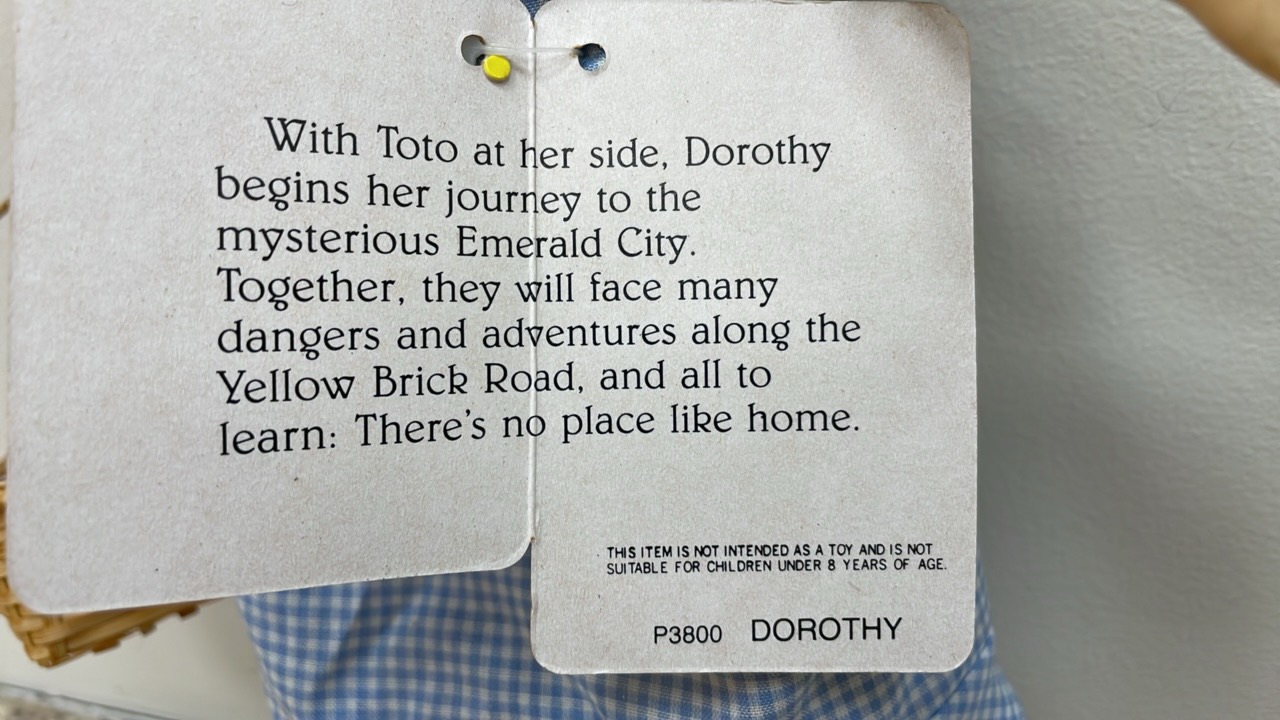 With Toto at her side, Dorothy
begins her journey to the
mysterious Emerald City.
Together, they will face many
dangers and adventures along the
Yellow Brick Road, and all to
learn: There's no place like home.
THIS ITEM IS NOT INTENDED AS A TOY AND IS NOT
SUITABLE FOR CHILDREN UNDER 8 YEARS OF AGE.
P3800 DOROTHY